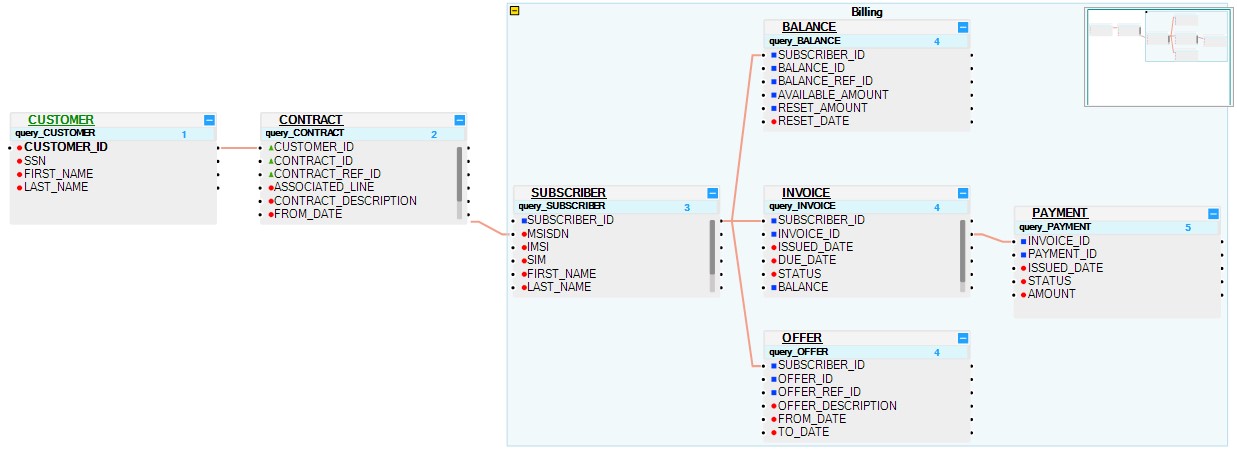 Billing
CUSTOMER
query_CUSTOMER 1
CUSTOMER_ID
SSN
FIRST_NAME
LAST_NAME
CONTRACT
query_CONTRACT 2
CUSTOMER_ID
CONTRACT_ID
CONTRACT_REF_ID
ASSOCIATED_LINE
CONTRACT_DESCRIPTION
FROM_DATE
SUBSCRIBER
query_SUBSCRIBER 3
SUBSCRIBER_ID
MSISDN
IMSI
SIM
FIRST_NAME
LAST_NAME
BALANCE
query_BALANCE 4
SUBSCRIBER_ID
BALANCE_ID
BALANCE_REF_ID
AVAILABLE_AMOUNT
RESET_AMOUNT
RESET_DATE
INVOICE
query_INVOICE 4
SUBSCRIBER_ID
INVOICE_ID
ISSUED_DATE
DUE_DATE
STATUS
BALANCE
OFFER
query_OFFER 4
SUBSCRIBER_ID
OFFER_ID
OFFER_REF_ID
OFFER_DESCRIPTION
FROM_DATE
TO_DATE
PAYMENT
query_PAYMENT 5
INVOICE_ID
PAYMENT_ID
ISSUED_DATE
STATUS
AMOUNT